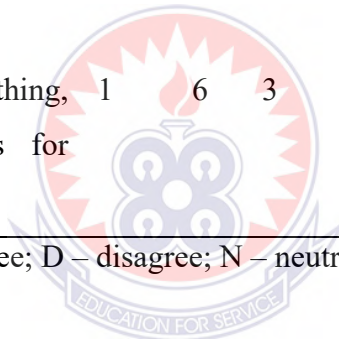 thing, 1 6 3
s for
ee; D – disagree; N – neutr
EDUCATION FOR SERVICE